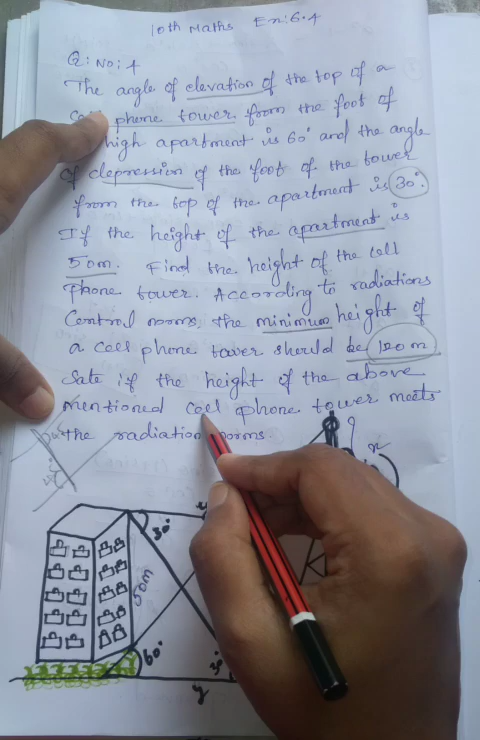 10th Maths Ex:6.4
Q: No: 4
The angle of elevation of the top of a
phone tower from the foot of
high apartment is 60° and the angle
of depression of the foot of the tower
from the top of the apartment is 30°.
If the height of the apartment is
50m. Find the height of the cell
phone tower. According to radiations
Control norms, the minimum height of
a cell phone tower should be 120 m
Sate if the height of the above
mentioned cell phone tower meets
the radiation norms.
x
30°
50m
60°
30°
y